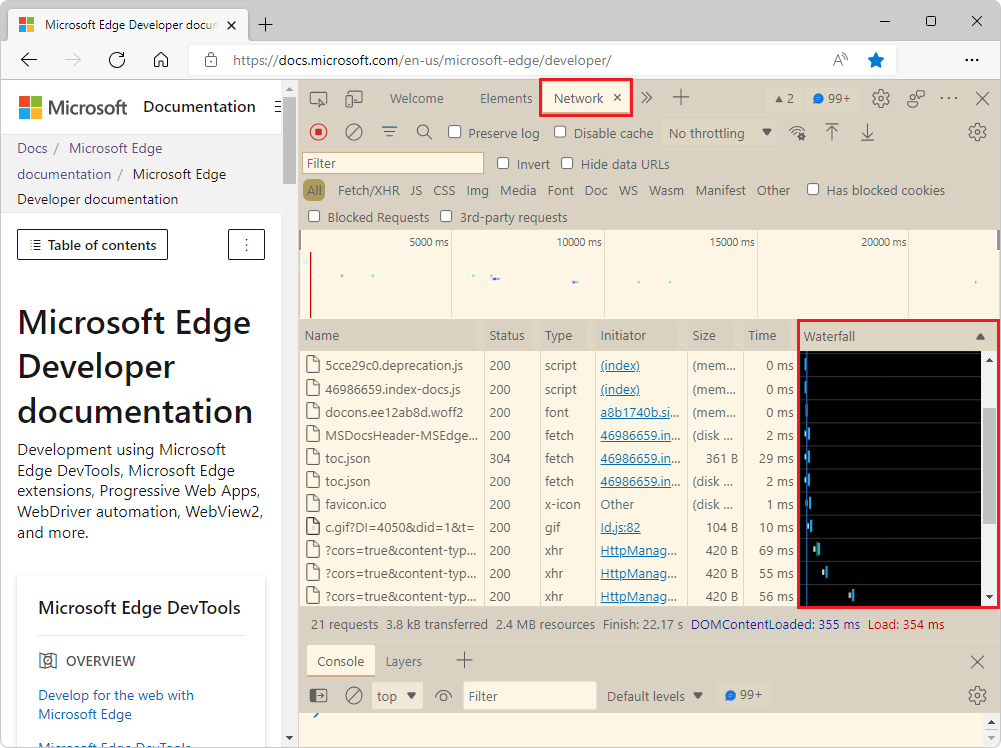 Microsoft Edge Developer docun
https://docs.microsoft.com/en-us/microsoft-edge/developer/
Microsoft Documentation
Docs / Microsoft Edge
documentation / Microsoft Edge
Developer documentation
Table of contents
Microsoft Edge
Developer
documentation
Development using Microsoft
Edge DevTools, Microsoft Edge
extensions, Progressive Web Apps,
WebDriver automation, WebView2,
and more.
Microsoft Edge DevTools
OVERVIEW
Develop for the web with
Microsoft Edge
Microsoft Edge DevTools
Welcome Elements Network 2 99+
Preserve log Disable cache No throttling
Filter Invert Hide data URLs
All Fetch/XHR JS CSS Img Media Font Doc WS Wasm Manifest Other Has blocked cookies
Blocked Requests 3rd-party requests
5000 ms 10000 ms 15000 ms 20000 ms
Name Status Type Initiator Size Time Waterfall
5cce29c0.deprecation.js 200 script (index) (mem... 0 ms
46986659.index-docs.js 200 script (index) (mem... 0 ms
docons.ee12ab8d.woff2 200 font a8b1740b.si... (mem... 0 ms
MSDocsHeader-MSEdge... 200 fetch 46986659.in... (disk ... 2 ms
toc.json 304 fetch 46986659.in... 361 B 29 ms
toc.json 200 fetch 46986659.in... (disk ... 2 ms
favicon.ico 200 x-icon Other (disk ... 1 ms
c.gif?DI=4050&did=1&t= 200 gif Id.js:82 104 B 10 ms
?cors=true&content-typ... 200 xhr HttpManag... 420 B 69 ms
?cors=true&content-typ... 200 xhr HttpManag... 420 B 55 ms
?cors=true&content-typ... 200 xhr HttpManag... 420 B 56 ms
21 requests 3.8 kB transferred 2.4 MB resources Finish: 22.17 s DOMContentLoaded: 355 ms Load: 354 ms
Console Layers
top Filter Default levels 99+